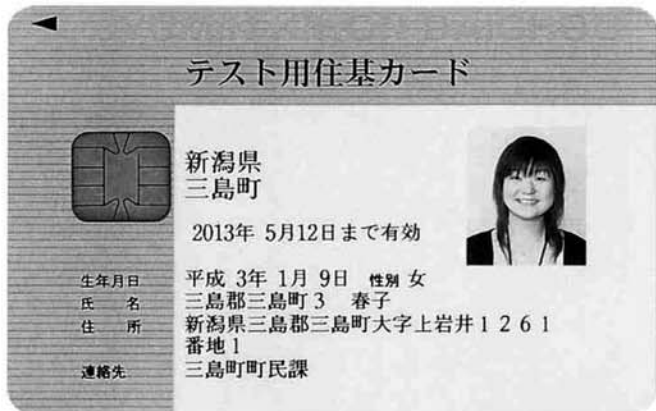 テスト用住基カード
新潟県
三島町
2013年 5月12日まで有効
生年月日 平成 3年 1月 9日 性別 女
氏 名 三島郡三島町3 春子
住 所 新潟県三島郡三島町大字上岩井1261
番地1
連絡先 三島町町民課